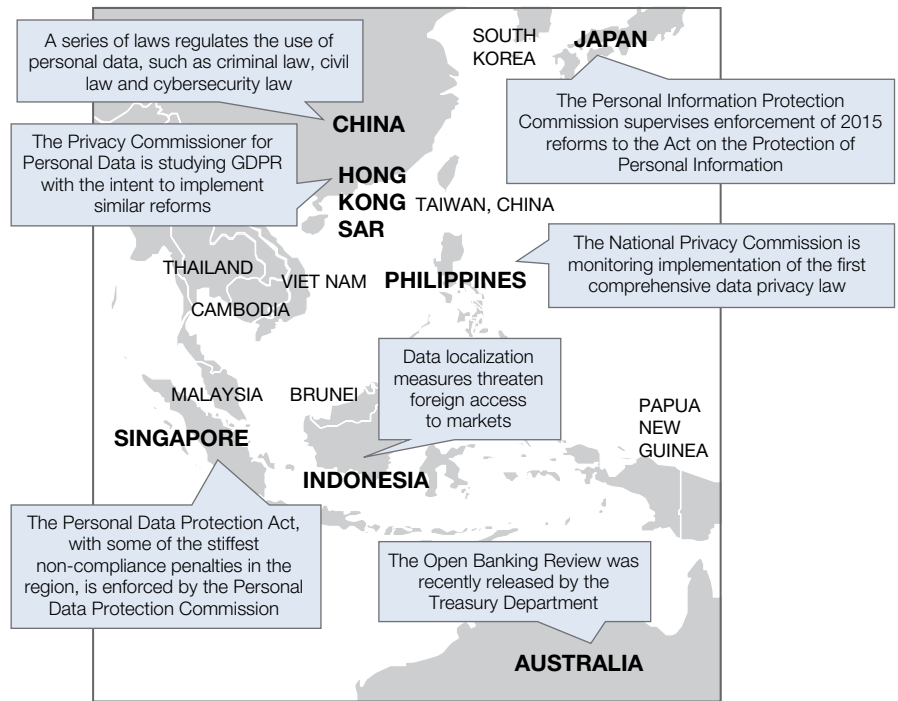 A series of laws regulates the use of
personal data, such as criminal law, civil
law and cybersecurity law
SOUTH
KOREA
JAPAN
The Personal Information Protection
Commission supervises enforcement of 2015
reforms to the Act on the Protection of
Personal Information
CHINA
The Privacy Commissioner for
Personal Data is studying GDPR
with the intent to implement
similar reforms
HONG
KONG
SAR
TAIWAN, CHINA
The National Privacy Commission is
monitoring implementation of the first
comprehensive data privacy law
THAILAND
VIET NAM
PHILIPPINES
CAMBODIA
Data localization
measures threaten
foreign access
to markets
MALAYSIA
BRUNEI
PAPUA
NEW
GUINEA
SINGAPORE
INDONESIA
The Personal Data Protection Act,
with some of the stiffest
non-compliance penalties in the
region, is enforced by the Personal
Data Protection Commission
The Open Banking Review was
recently released by the
Treasury Department
AUSTRALIA